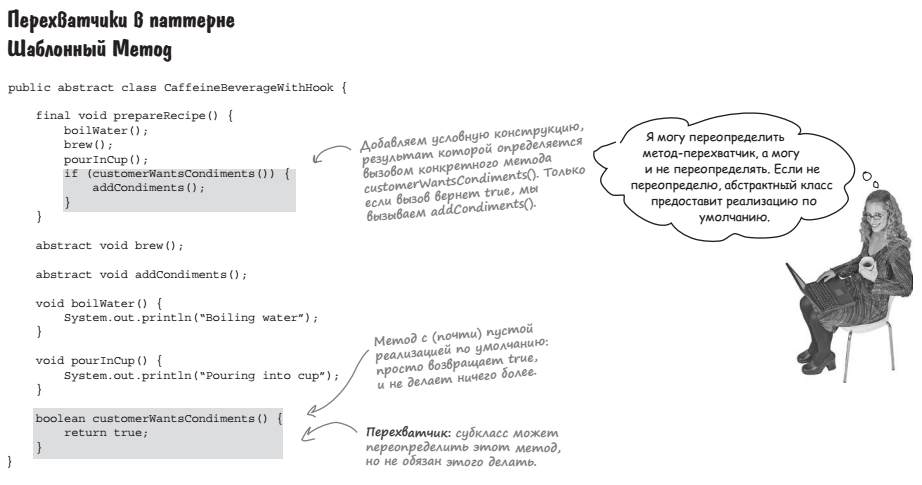 Перехватчики в паттерне
Шаблонный Метод
public abstract class CaffeineBeverageWithHook {
final void prepareRecipe() {
boilWater();
brew();
pourInCup();
if (customerWantsCondiments()) {
addCondiments();
}
}
Добавляем условную конструкцию,
результат которой определяется
вызовом конкретного метода
customerWantsCondiments(). Только
если вызов вернет true, мы
вызываем addCondiments().
Я могу переопределить
метод-перехватчик, а могу
и не переопределять. Если не
переопределю, абстрактный класс
предоставит реализацию по
умолчанию.
abstract void brew();
abstract void addCondiments();
void boilWater() {
System.out.println(“Boiling water”);
}
void pourInCup() {
System.out.println(“Pouring into cup”);
}
Метод с (почти) пустой
реализацией по умолчанию:
просто возвращает true,
и не делает ничего более.
boolean customerWantsCondiments() {
return true;
}
}
Перехватчик: субкласс может
переопределить этот метод,
но не обязан этого делать.